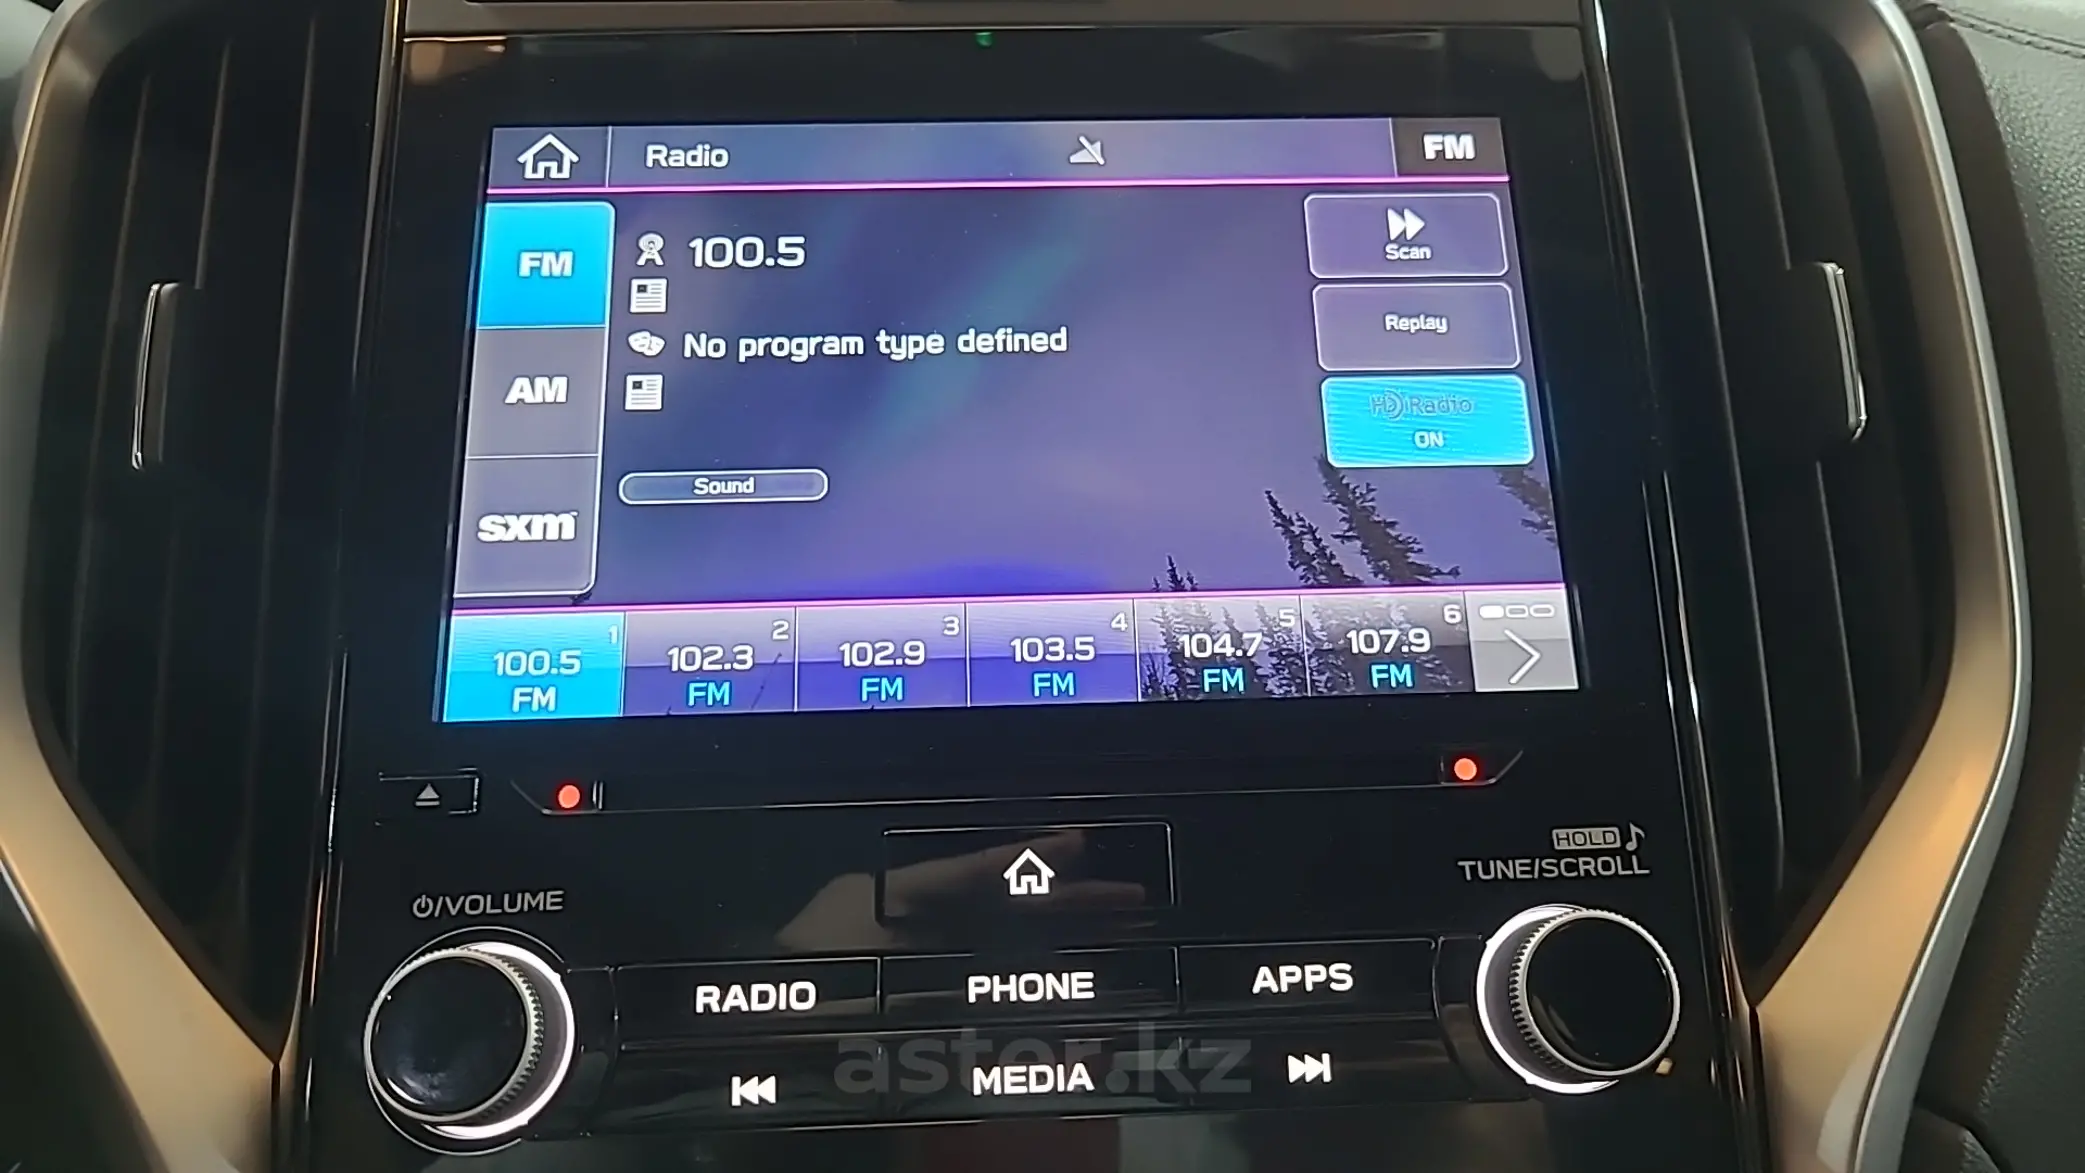 Radio
FM
FM
100.5
Scan
No program type defined
Replay
AM
HD Radio
ON
Sound
sxm
1
100.5
FM
2
102.3
FM
3
102.9
FM
4
103.5
FM
5
104.7
FM
6
107.9
FM
HOLD
TUNE/SCROLL
/VOLUME
RADIO
PHONE
APPS
MEDIA
aster.kz